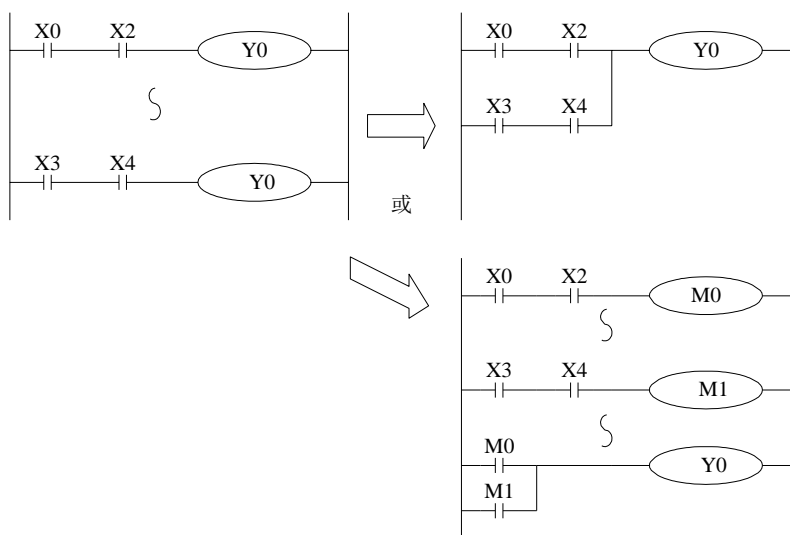 X0 X2 Y0
X3 X4 Y0
或
X0 X2 Y0
X3 X4
X0 X2 M0
X3 X4 M1
M0 Y0
M1